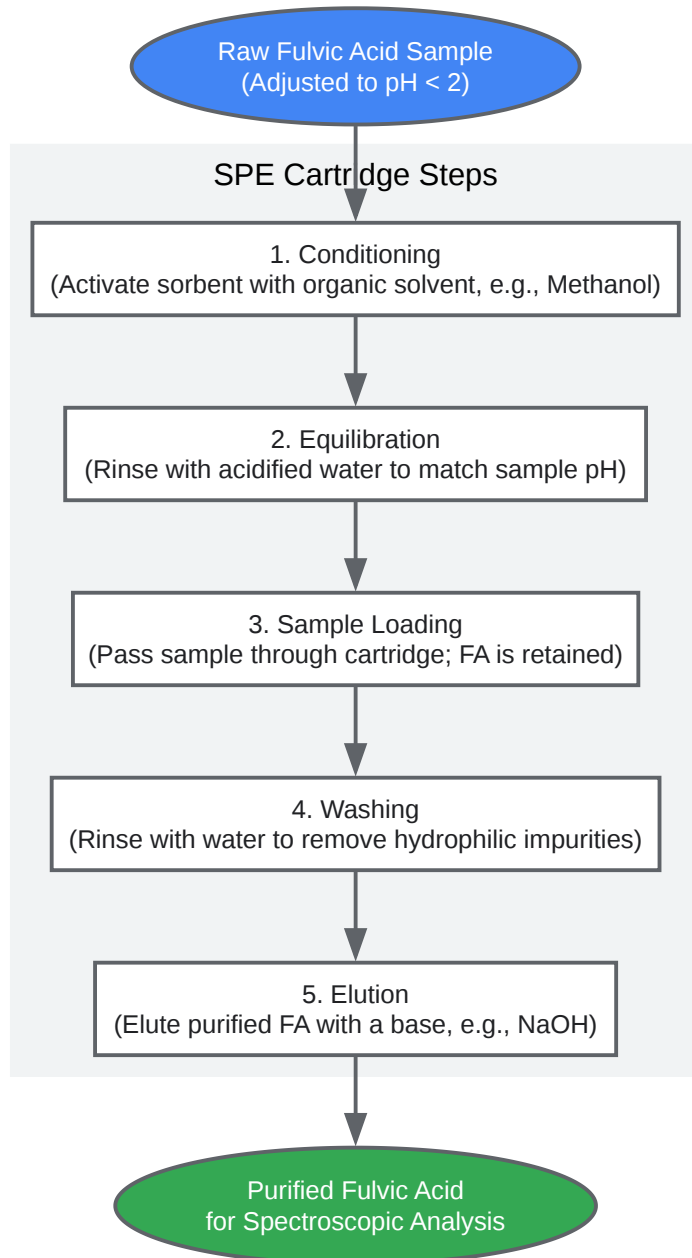 Raw Fulvic Acid Sample
(Adjusted to pH < 2)
SPE Cartridge Steps
1. Conditioning
(Activate sorbent with organic solvent, e.g., Methanol)
2. Equilibration
(Rinse with acidified water to match sample pH)
3. Sample Loading
(Pass sample through cartridge; FA is retained)
4. Washing
(Rinse with water to remove hydrophilic impurities)
5. Elution
(Elute purified FA with a base, e.g., NaOH)
Purified Fulvic Acid
for Spectroscopic Analysis